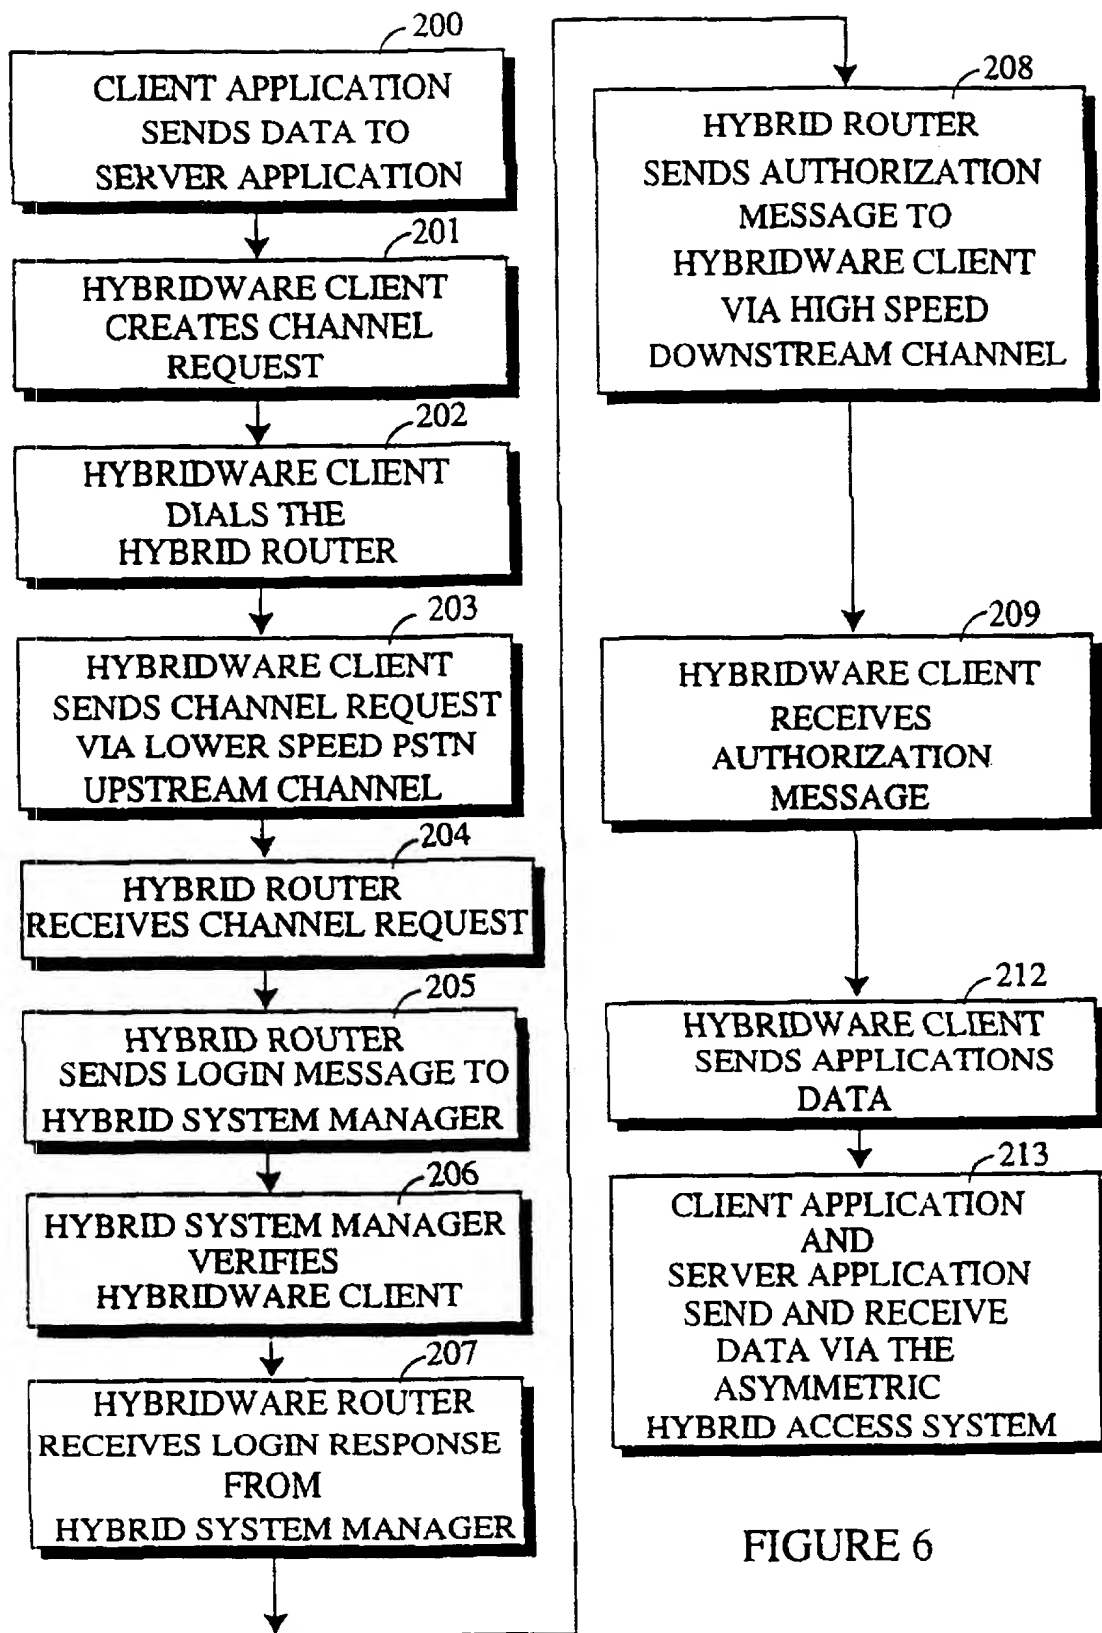 200
CLIENT APPLICATION
SENDS DATA TO
SERVER APPLICATION
201
HYBRIDWARE CLIENT
CREATES CHANNEL
REQUEST
202
HYBRIDWARE CLIENT
DIALS THE
HYBRID ROUTER
203
HYBRIDWARE CLIENT
SENDS CHANNEL REQUEST
VIA LOWER SPEED PSTN
UPSTREAM CHANNEL
204
HYBRID ROUTER
RECEIVES CHANNEL REQUEST
205
HYBRID ROUTER
SENDS LOGIN MESSAGE TO
HYBRID SYSTEM MANAGER
206
HYBRID SYSTEM MANAGER
VERIFIES
HYBRIDWARE CLIENT
207
HYBRIDWARE ROUTER
RECEIVES LOGIN RESPONSE
FROM
HYBRID SYSTEM MANAGER
208
HYBRID ROUTER
SENDS AUTHORIZATION
MESSAGE TO
HYBRIDWARE CLIENT
VIA HIGH SPEED
DOWNSTREAM CHANNEL
209
HYBRIDWARE CLIENT
RECEIVES
AUTHORIZATION
MESSAGE
212
HYBRIDWARE CLIENT
SENDS APPLICATIONS
DATA
213
CLIENT APPLICATION
AND
SERVER APPLICATION
SEND AND RECEIVE
DATA VIA THE
ASYMMETRIC
HYBRID ACCESS SYSTEM
FIGURE 6